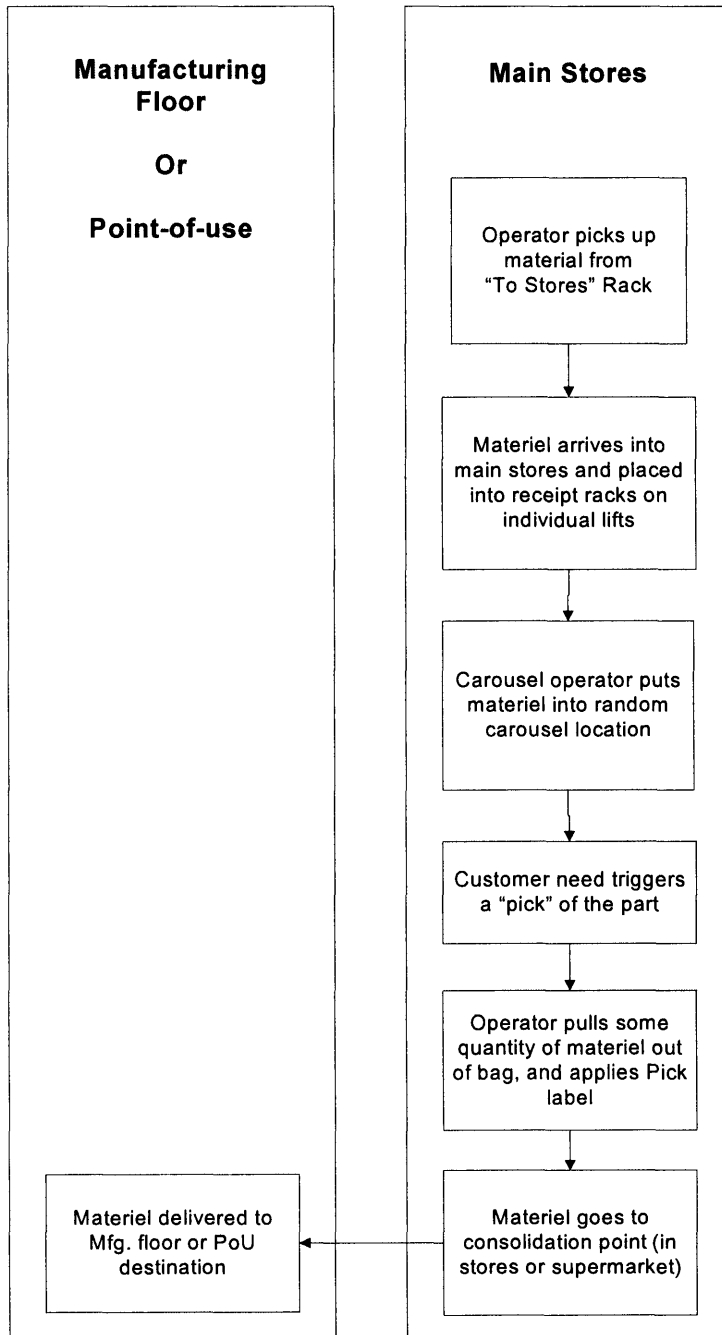 Manufacturing
Floor
Or
Point-of-use
Main Stores
Operator picks up
material from
“To Stores” Rack
Materiel arrives into
main stores and placed
into receipt racks on
individual lifts
Carousel operator puts
materiel into random
carousel location
Customer need triggers
a “pick” of the part
Operator pulls some
quantity of materiel out
of bag, and applies Pick
label
Materiel goes to
consolidation point (in
stores or supermarket)
Materiel delivered to
Mfg. floor or PoU
destination